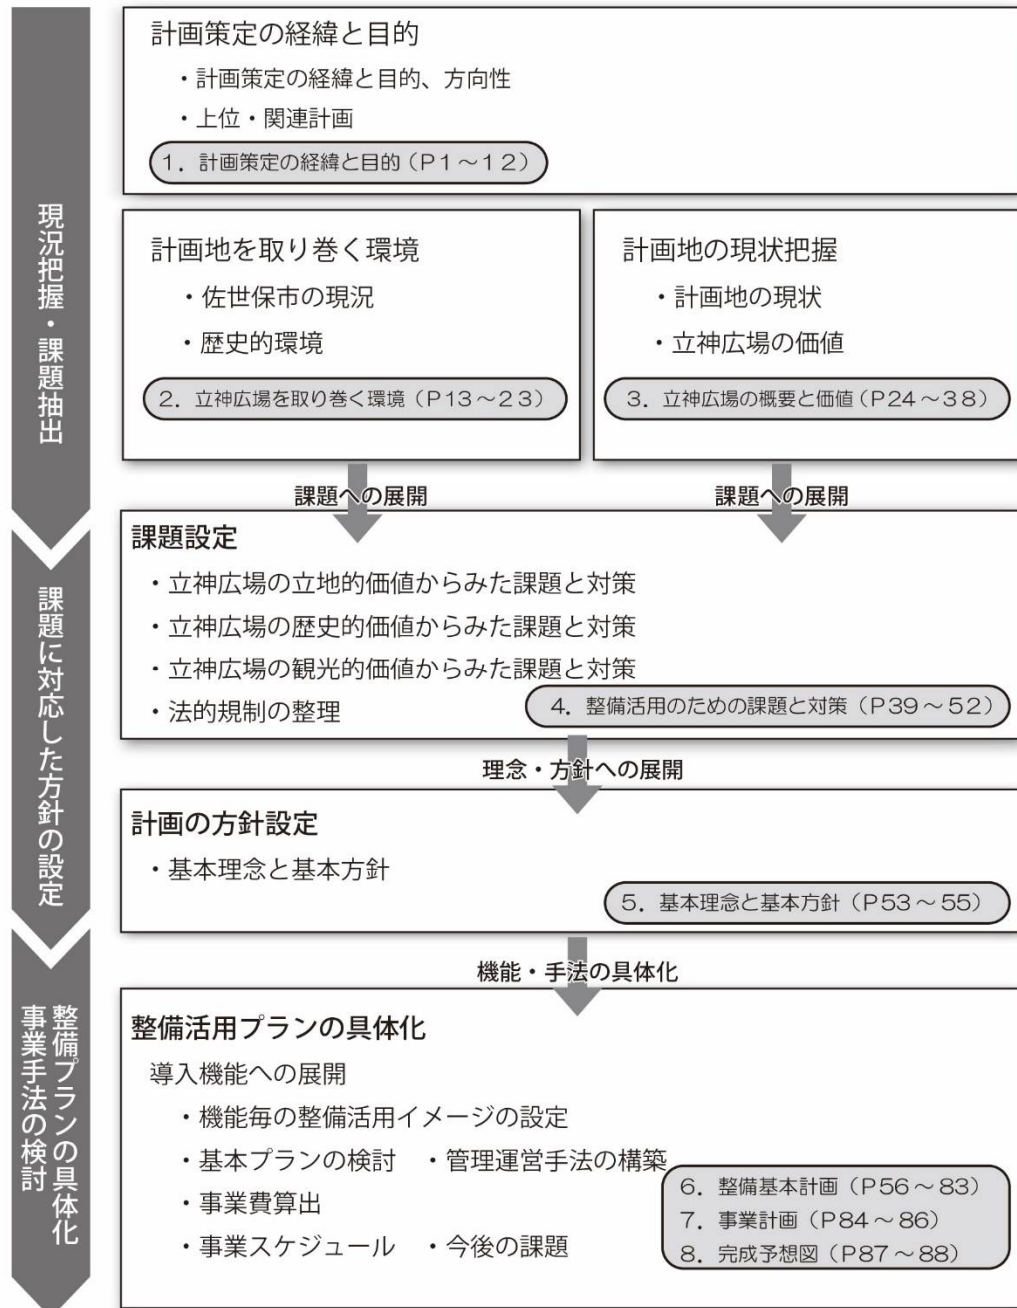 現況把握・課題抽出
計画策定の経緯と目的
・計画策定の経緯と目的、方向性
・上位・関連計画
1．計画策定の経緯と目的（P1～12）
計画地を取り巻く環境
・佐世保市の現況
・歴史的環境
2．立神広場を取り巻く環境（P13～23）
計画地の現状把握
・計画地の現状
・立神広場の価値
3．立神広場の概要と価値（P24～38）
課題への展開
課題への展開
課題に対応した方針の設定
課題設定
・立神広場の立地的価値からみた課題と対策
・立神広場の歴史的価値からみた課題と対策
・立神広場の観光的価値からみた課題と対策
・法的規制の整理
4．整備活用のための課題と対策（P39～52）
理念・方針への展開
計画の方針設定
・基本理念と基本方針
5．基本理念と基本方針（P53～55）
機能・手法の具体化
整備プランの具体化
事業手法の検討
整備活用プランの具体化
導入機能への展開
・機能毎の整備活用イメージの設定
・基本プランの検討　・管理運営手法の構築
・事業費算出
・事業スケジュール　・今後の課題
6．整備基本計画（P56～83）
7．事業計画（P84～86）
8．完成予想図（P87～88）